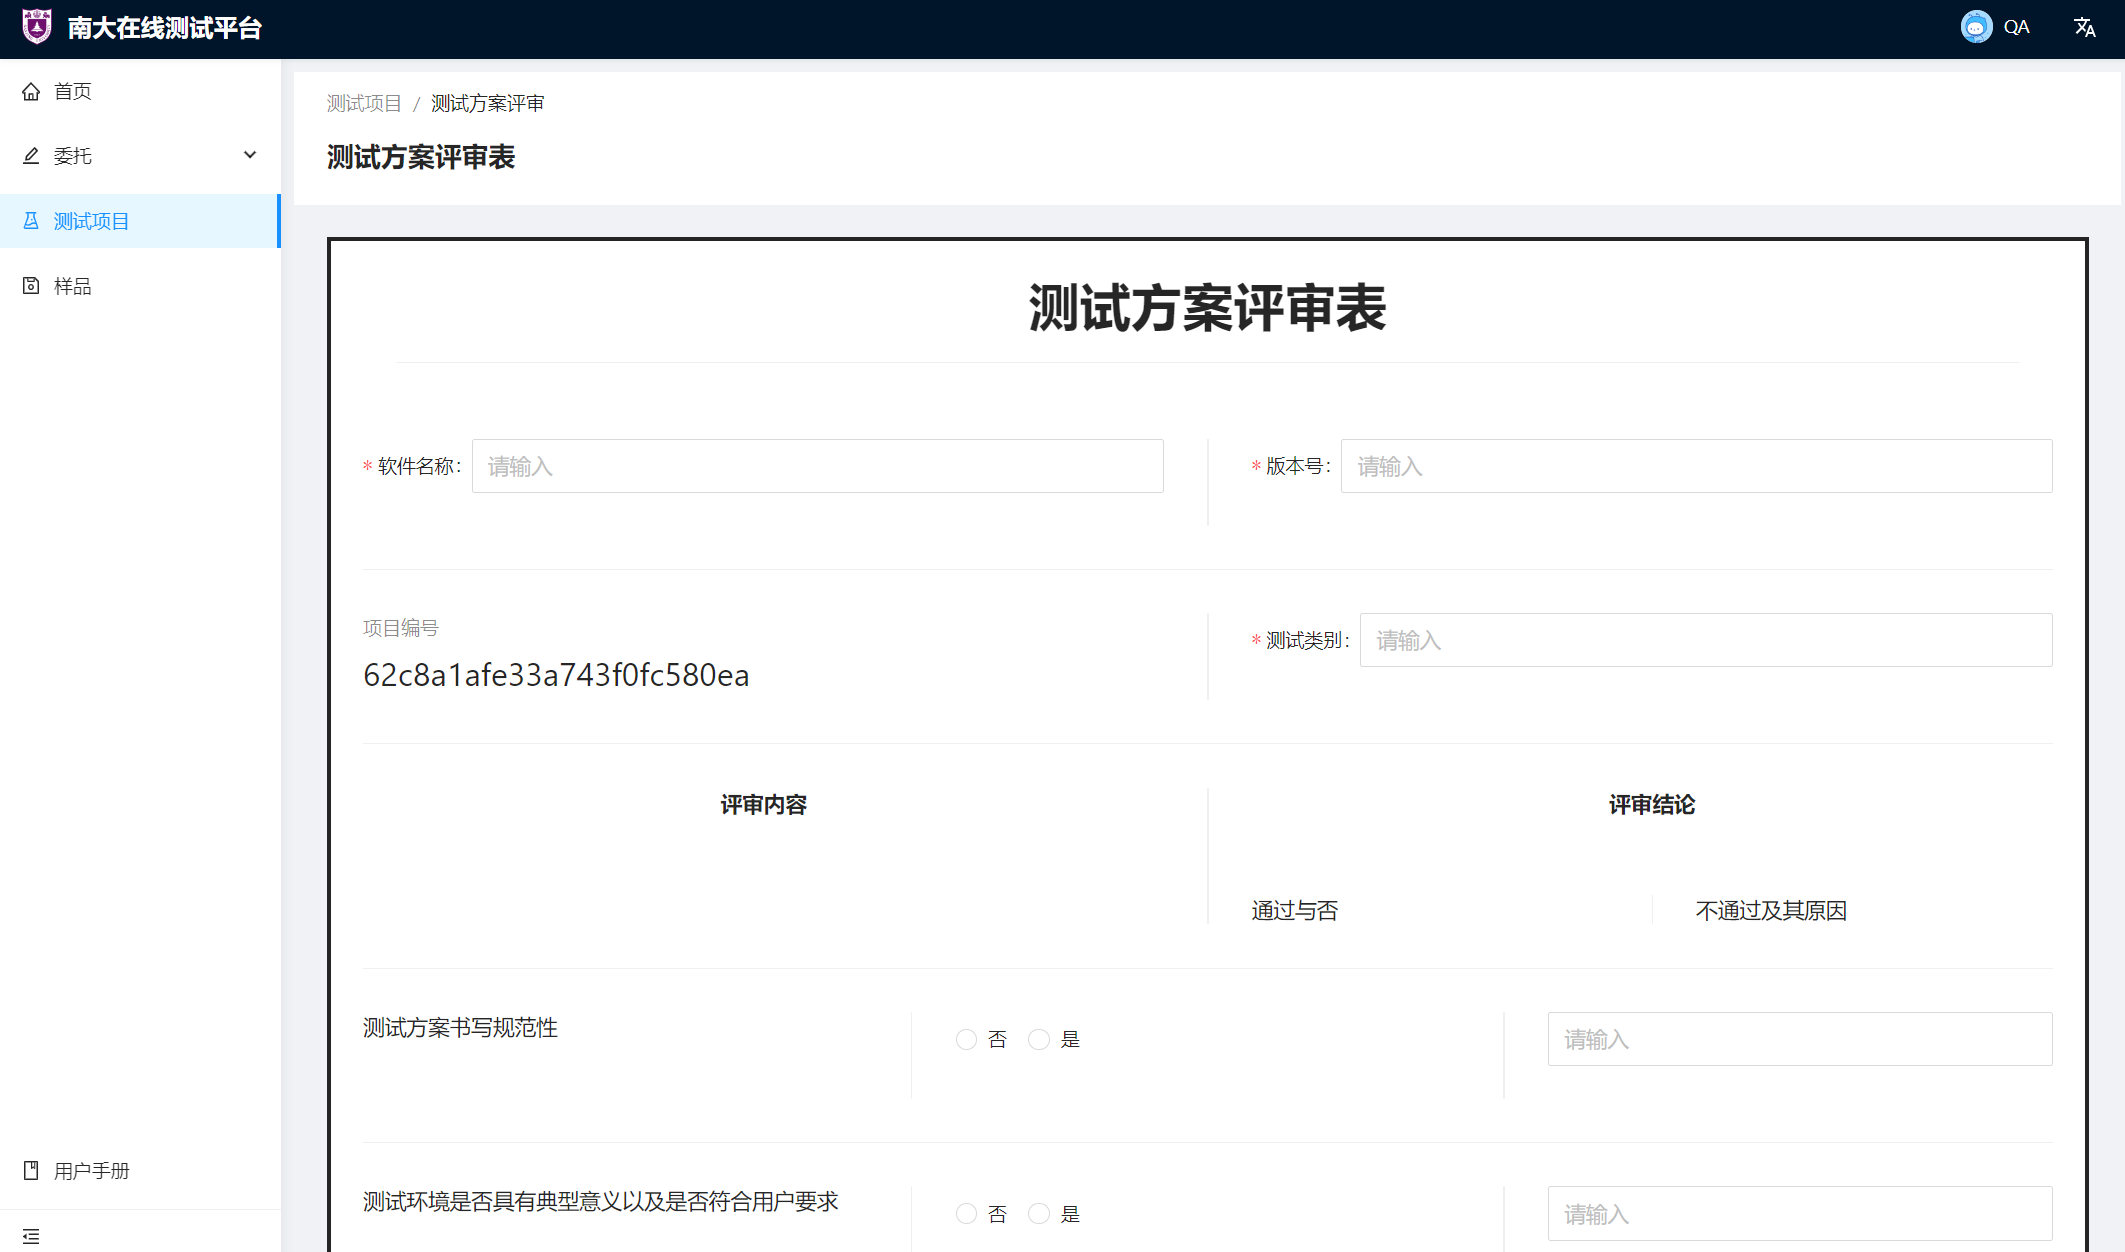 南大在线测试平台
QA
首页
委托
测试项目
样品
用户手册
测试项目 / 测试方案评审
测试方案评审表
测试方案评审表
* 软件名称: 请输入
* 版本号: 请输入
项目编号
62c8a1afe33a743f0fc580ea
* 测试类别: 请输入
评审内容
评审结论
通过与否
不通过及其原因
测试方案书写规范性
否 是
请输入
测试环境是否具有典型意义以及是否符合用户要求
否 是
请输入